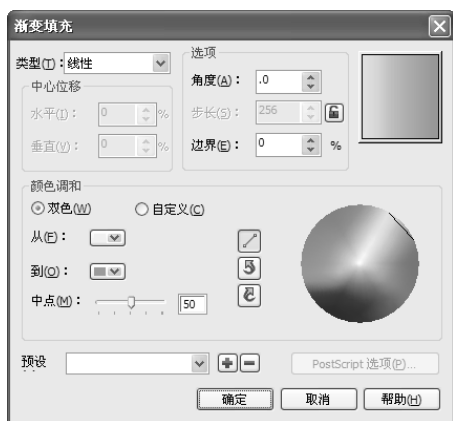 渐变填充
类型(T)：线性
中心位移
水平(I)：0 %
垂直(V)：0 %
选项
角度(A)：.0
步长(S)：256
边界(E)：0 %
颜色调和
双色(W) 自定义(C)
从(F)：
到(O)：
中点(M)：50
预设
PostScript 选项(P)...
确定 取消 帮助(H)